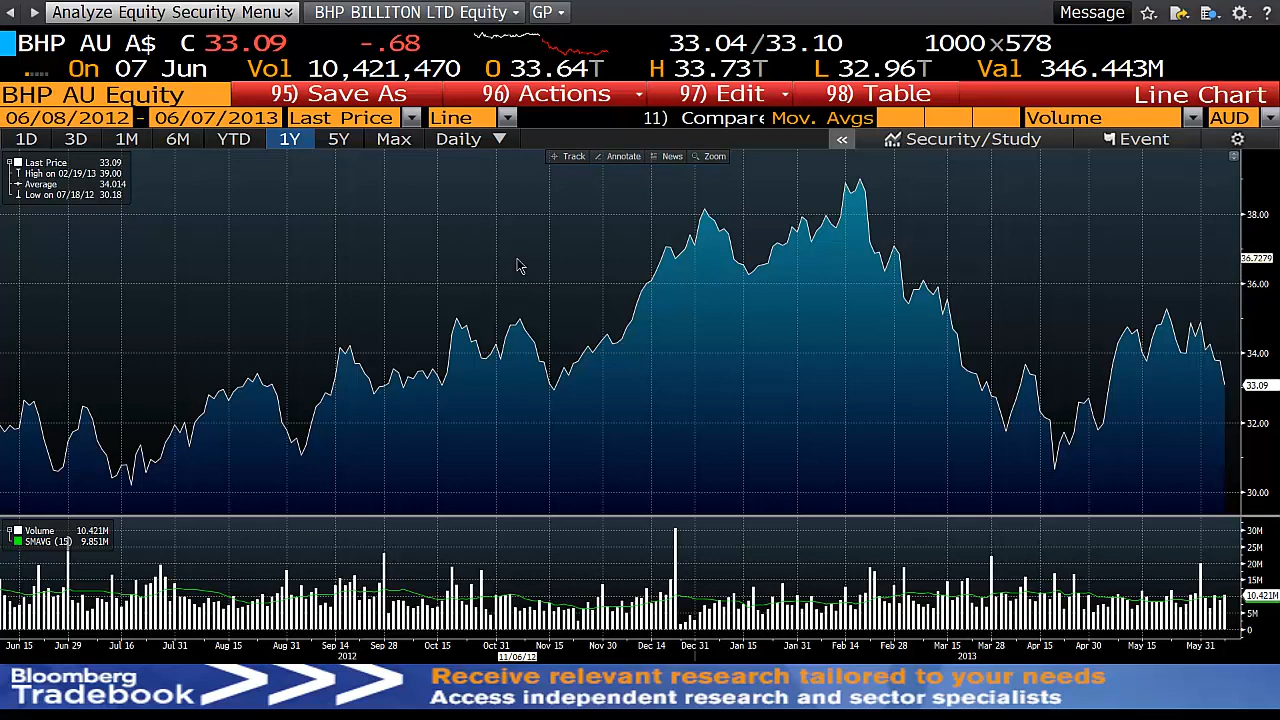 Analyze Equity Security Menu BHP BILLITON LTD Equity GP Message ?
BHP AU A$ C 33.09 -.68 33.04/33.10 1000x578
On 07 Jun Vol 10,421,470 O 33.64T H 33.73T L 32.96T Val 346.443M
BHP AU Equity 95) Save As 96) Actions 97) Edit 98) Table Line Chart
06/08/2012 - 06/07/2013 Last Price Line 11) Compare Mov. Avgs Volume AUD
1D 3D 1M 6M YTD 1Y 5Y Max Daily « Security/Study Event
Track Annotate News Zoom
Last Price 33.09
High on 02/19/13 39.00
Average 34.014
Low on 07/18/12 30.18
38.00
36.7279
36.00
34.00
33.09
32.00
30.00
Volume 10.421M
SMAVG (15) 9.851M
30M
25M
20M
15M
10.421M
5M
0
Jun 15 Jun 29 Jul 16 Jul 31 Aug 15 Aug 31 Sep 14 Sep 28 Oct 15 Oct 31 Nov 15 Nov 30 Dec 14 Dec 31 Jan 15 Jan 31 Feb 14 Feb 28 Mar 15 Mar 28 Apr 15 Apr 30 May 15 May 31
2012 11/06/12 2013
Bloomberg
Tradebook
Receive relevant research tailored to your needs
Access independent research and sector specialists